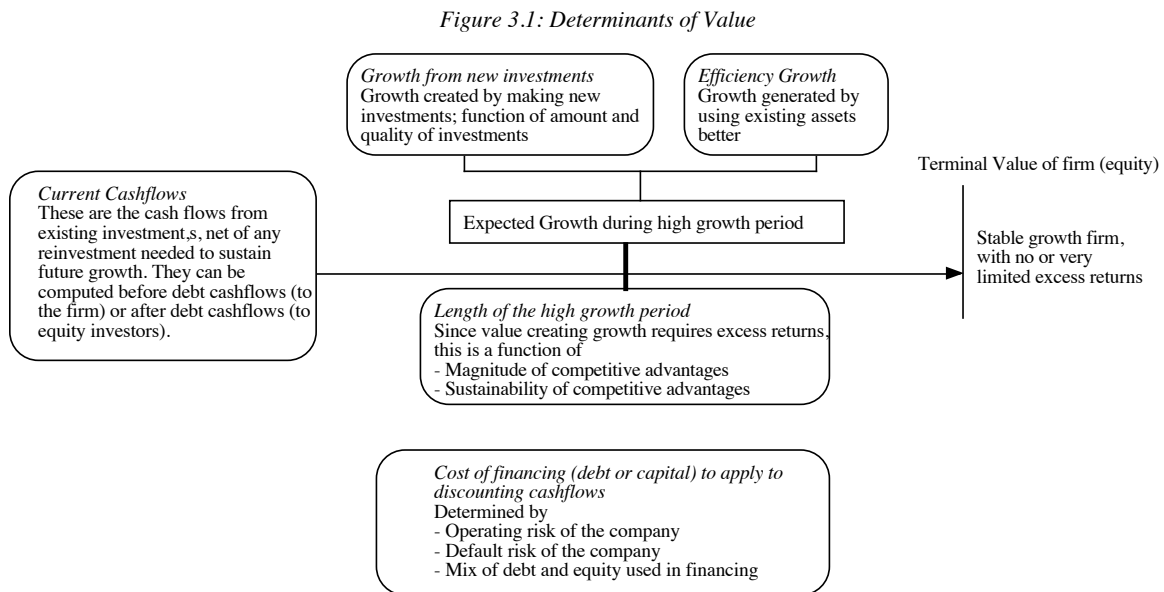 Figure 3.1: Determinants of Value
Growth from new investments
Growth created by making new
investments; function of amount and
quality of investments
Efficiency Growth
Growth generated by
using existing assets
better
Terminal Value of firm (equity)
Current Cashflows
These are the cash flows from
existing investment,s, net of any
reinvestment needed to sustain
future growth. They can be
computed before debt cashflows (to
the firm) or after debt cashflows (to
equity investors).
Expected Growth during high growth period
Stable growth firm,
with no or very
limited excess returns
Length of the high growth period
Since value creating growth requires excess returns,
this is a function of
- Magnitude of competitive advantages
- Sustainability of competitive advantages
Cost of financing (debt or capital) to apply to
discounting cashflows
Determined by
- Operating risk of the company
- Default risk of the company
- Mix of debt and equity used in financing